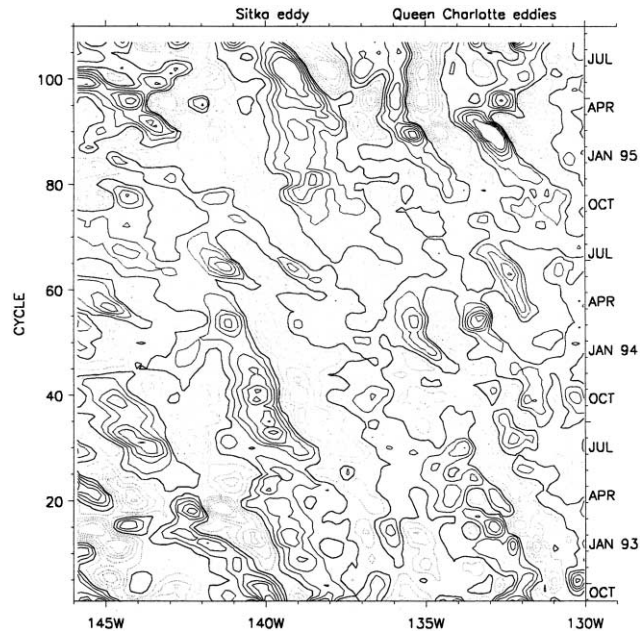 Sitka eddy Queen Charlotte eddies
100 JUL
APR
JAN 95
80 OCT
JUL
60 APR
CYCLE
JAN 94
40 OCT
JUL
20 APR
JAN 93
OCT
145W 140W 135W 130W